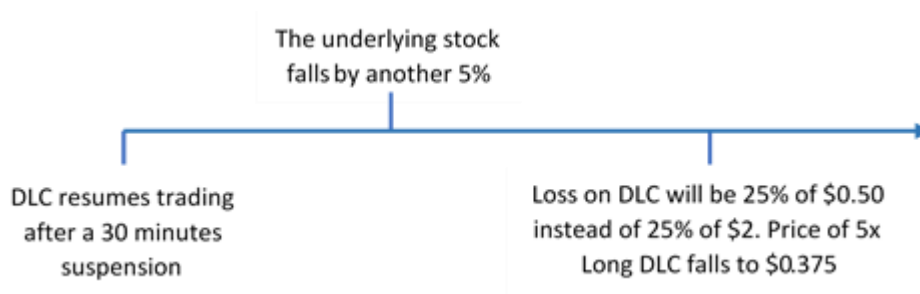 The underlying stock
falls by another 5%
DLC resumes trading
after a 30 minutes
suspension
Loss on DLC will be 25% of $0.50
instead of 25% of $2. Price of 5x
Long DLC falls to $0.375